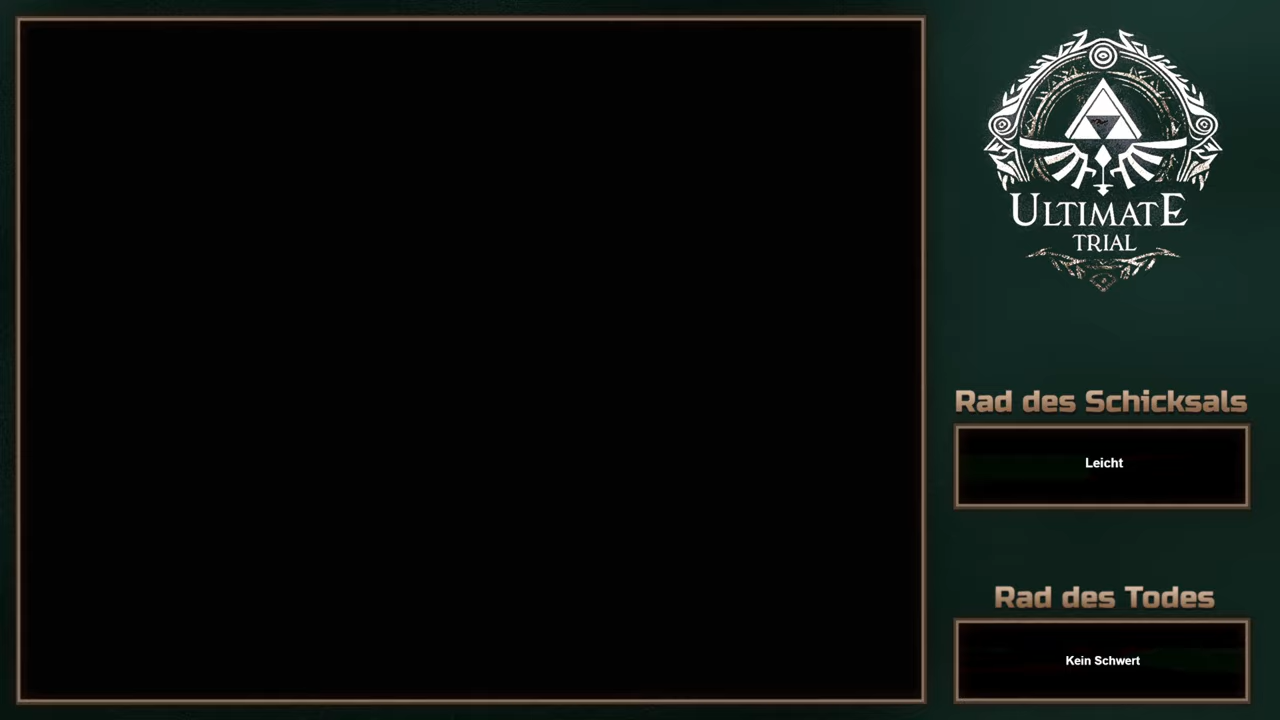 ULTIMATE
TRIAL
Rad des Schicksals
Leicht
Rad des Todes
Kein Schwert